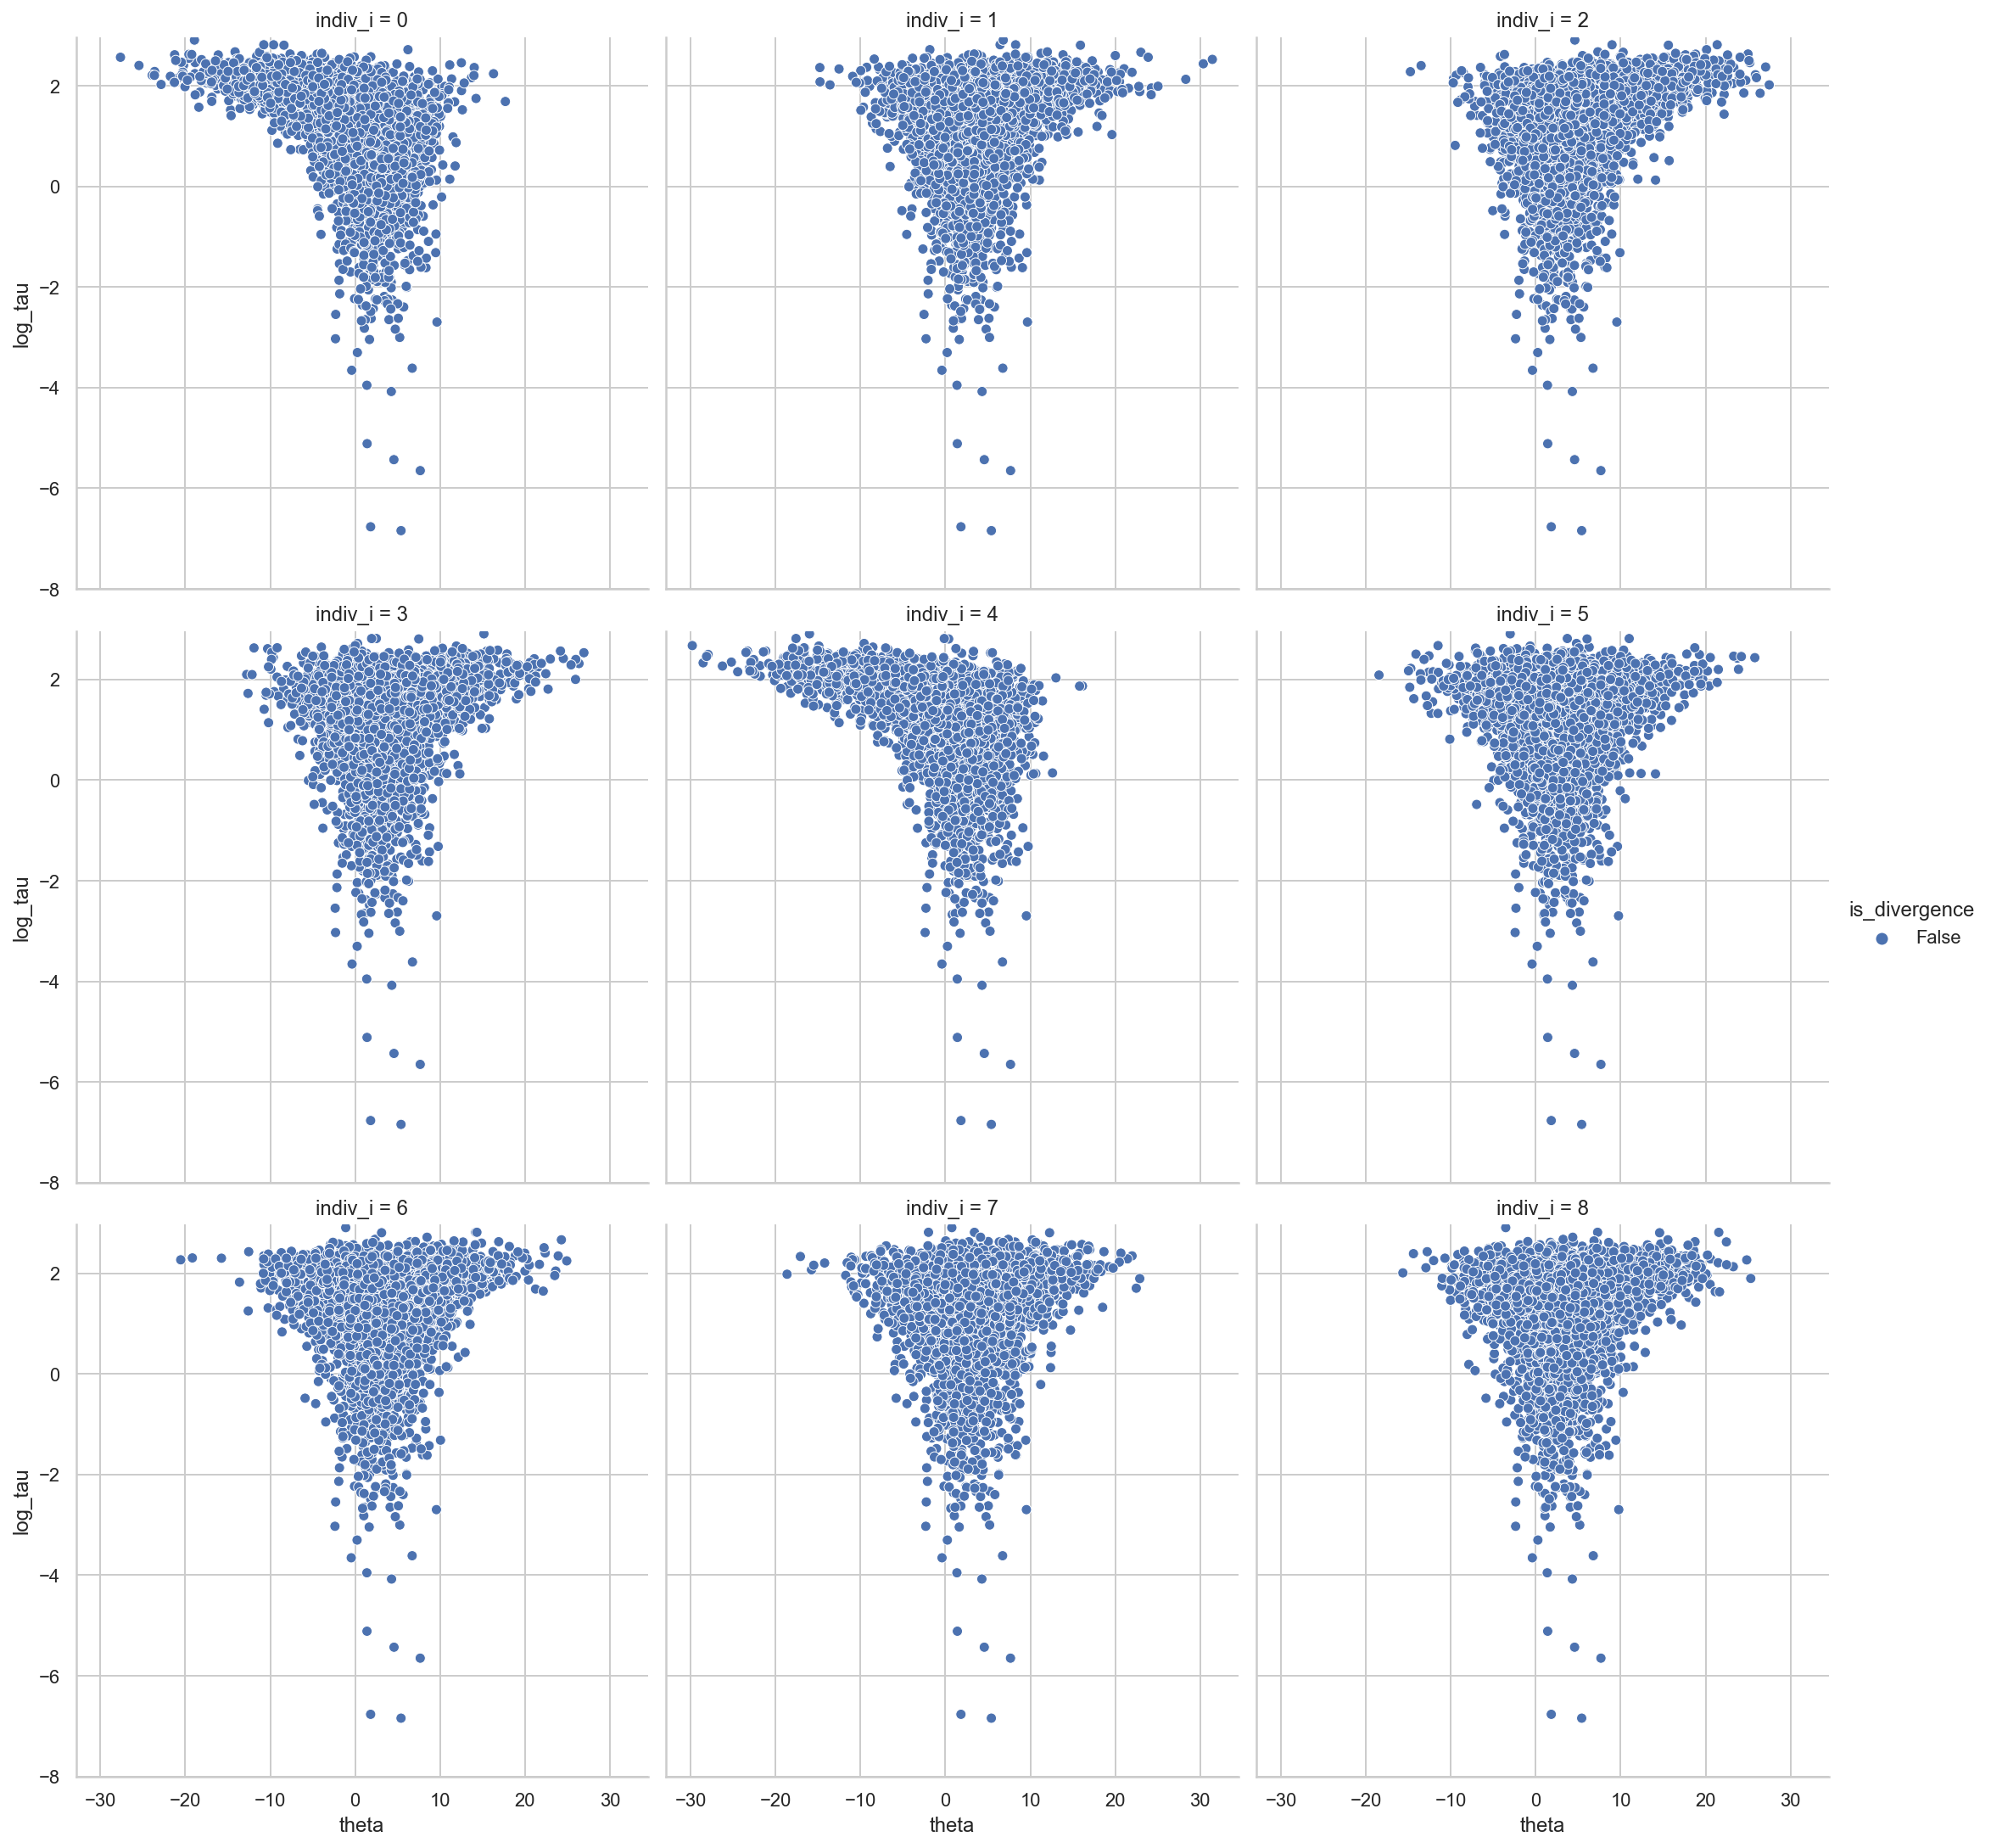 indiv_i = 0
indiv_i = 1
indiv_i = 2
2
0
−2
−4
−6
−8
log_tau
indiv_i = 3
indiv_i = 4
indiv_i = 5
2
0
−2
−4
−6
−8
log_tau
is_divergence
False
indiv_i = 6
indiv_i = 7
indiv_i = 8
2
0
−2
−4
−6
−8
log_tau
−30 −20 −10 0 10 20 30
−30 −20 −10 0 10 20 30
−30 −20 −10 0 10 20 30
theta
theta
theta